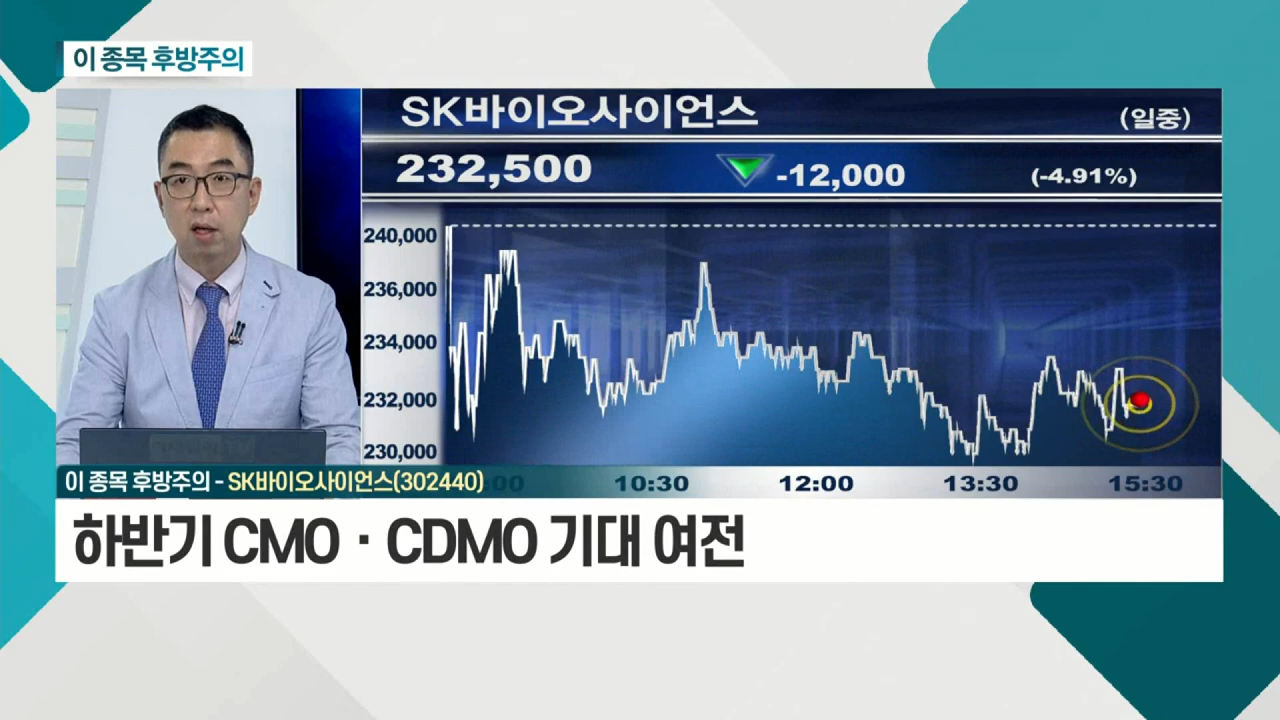 이 종목 후방주의
SK바이오사이언스
(일중)
232,500 -12,000 (-4.91%)
240,000
236,000
234,000
232,000
230,000
10:30 12:00 13:30 15:30
이 종목 후방주의 - SK바이오사이언스(302440)
하반기 CMO · CDMO 기대 여전